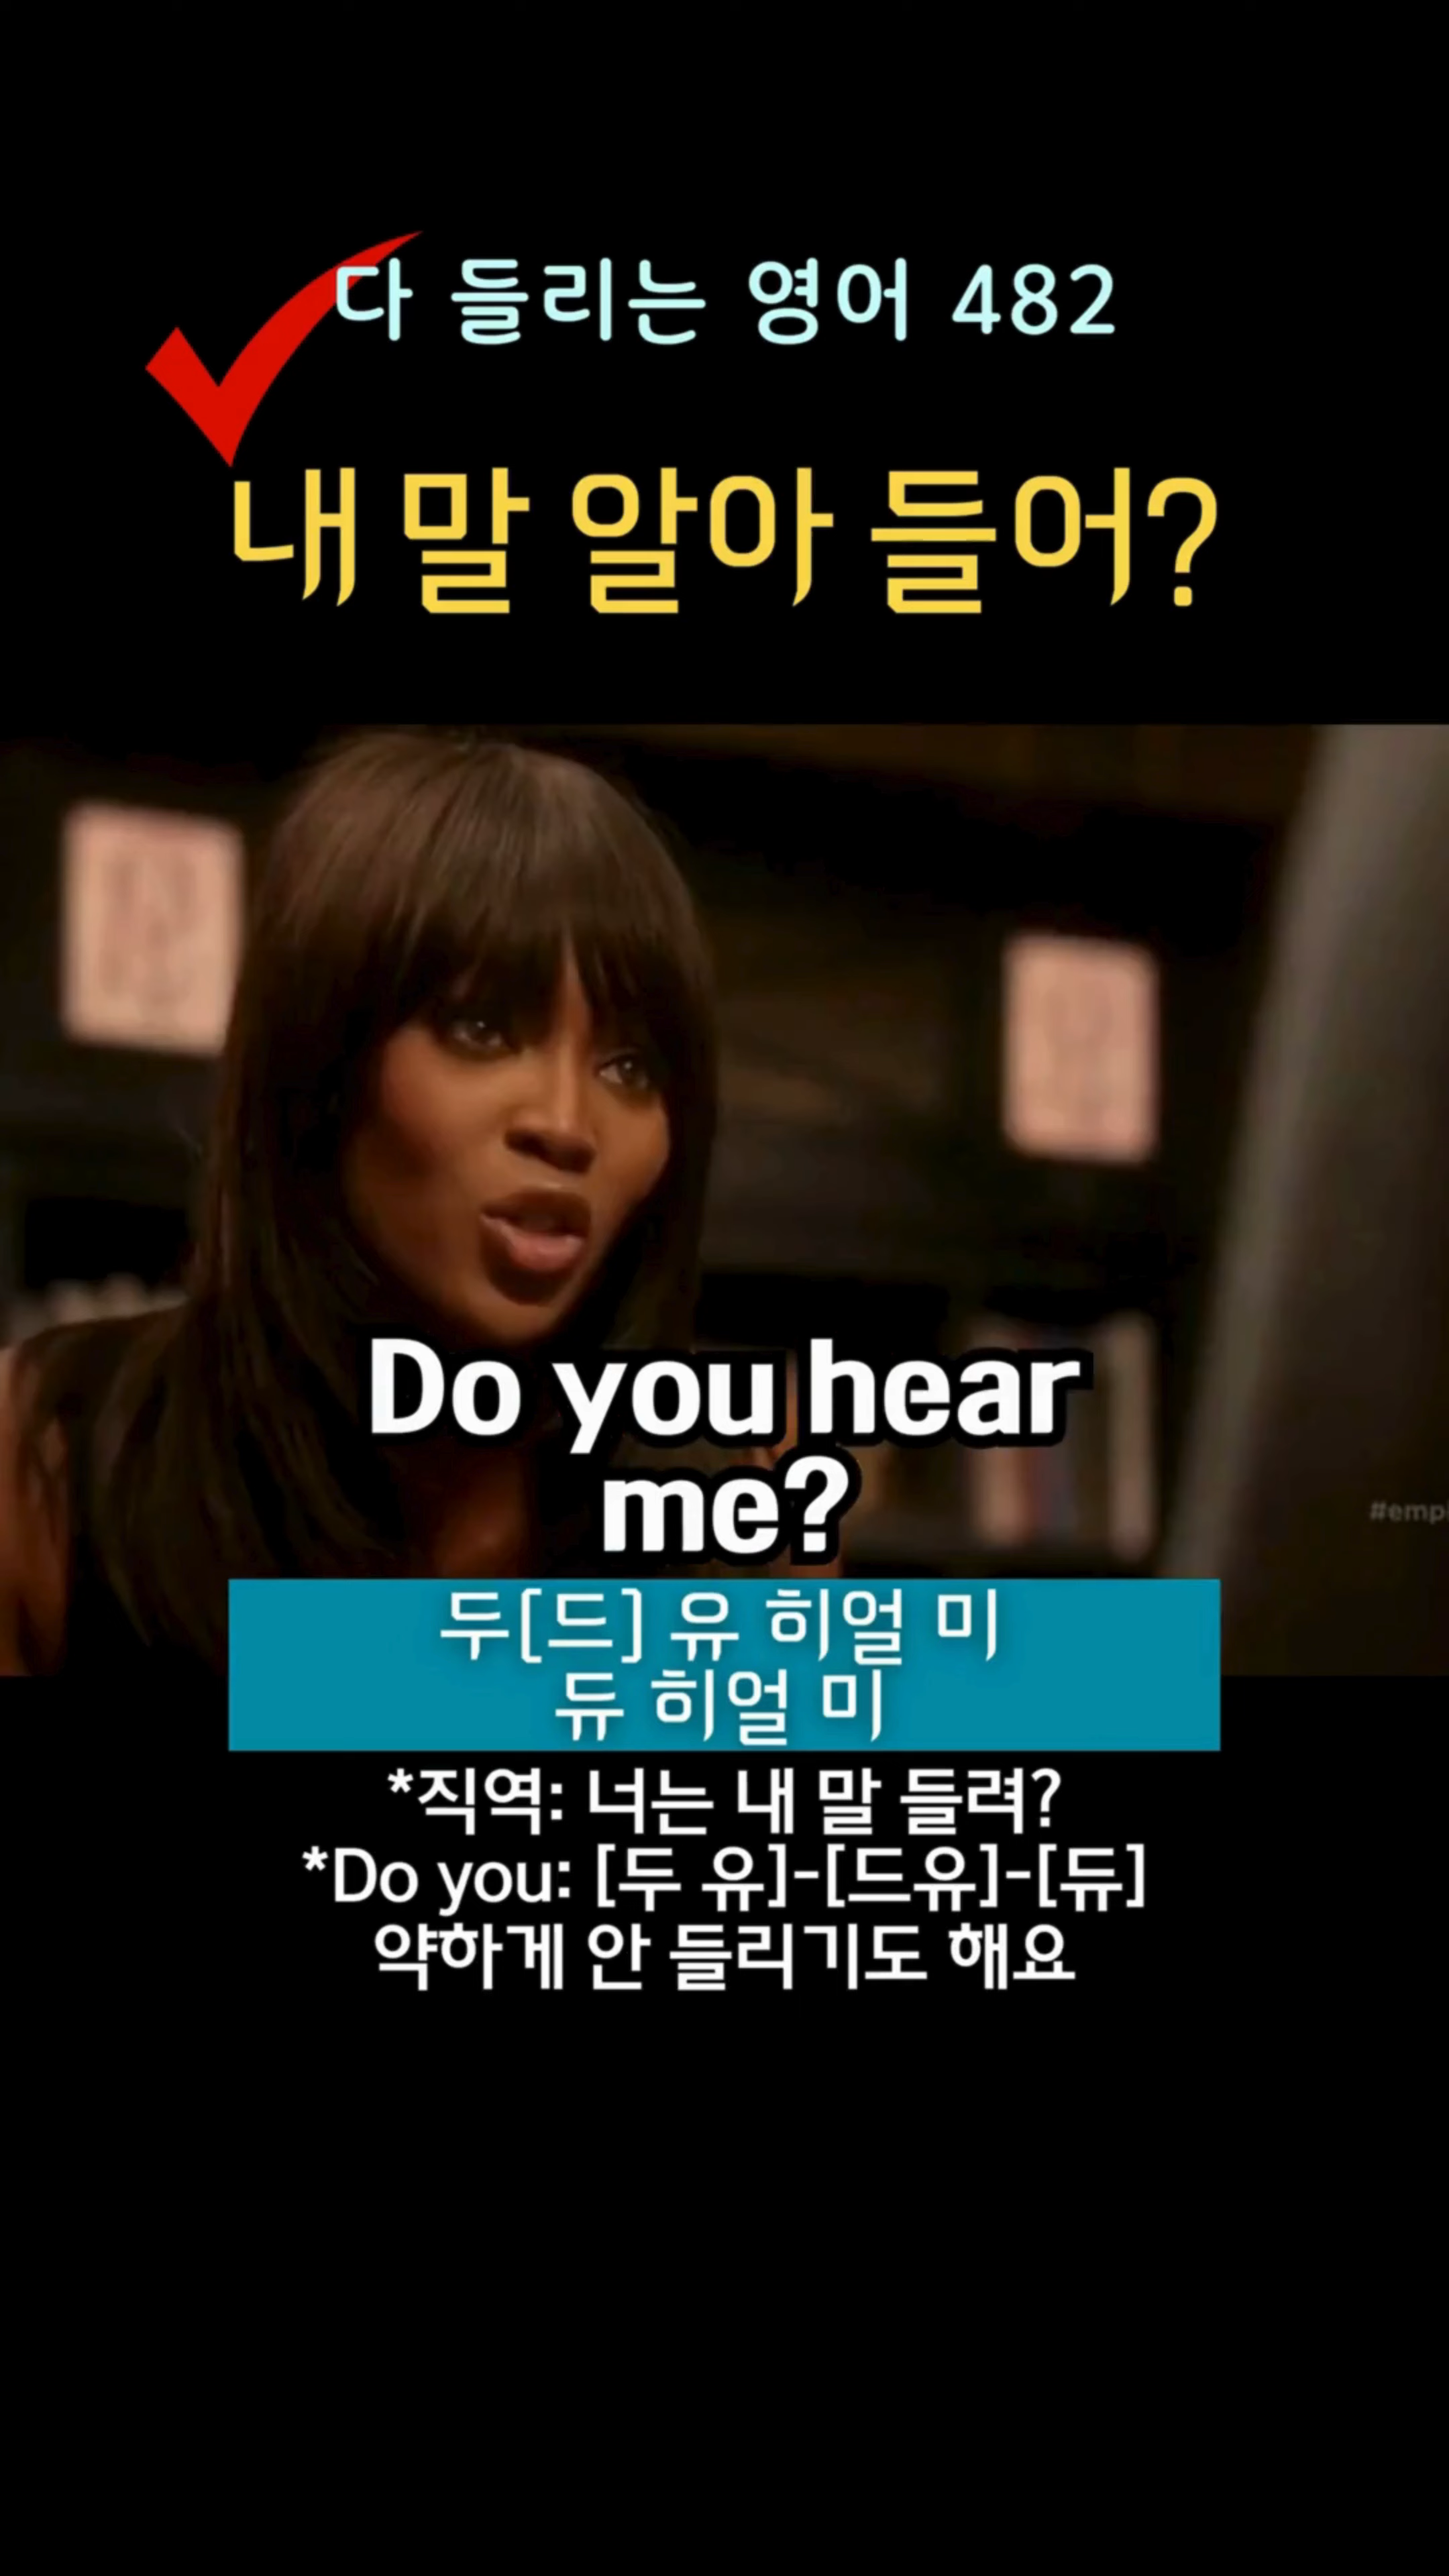 다 들리는 영어 482
내 말 알아 들어?
Do you hear
me?
#emp
두[드] 유 히얼 미
듀 히얼 미
*직역: 너는 내 말 들려?
*Do you: [두 유]-[드유]-[듀]
약하게 안 들리기도 해요